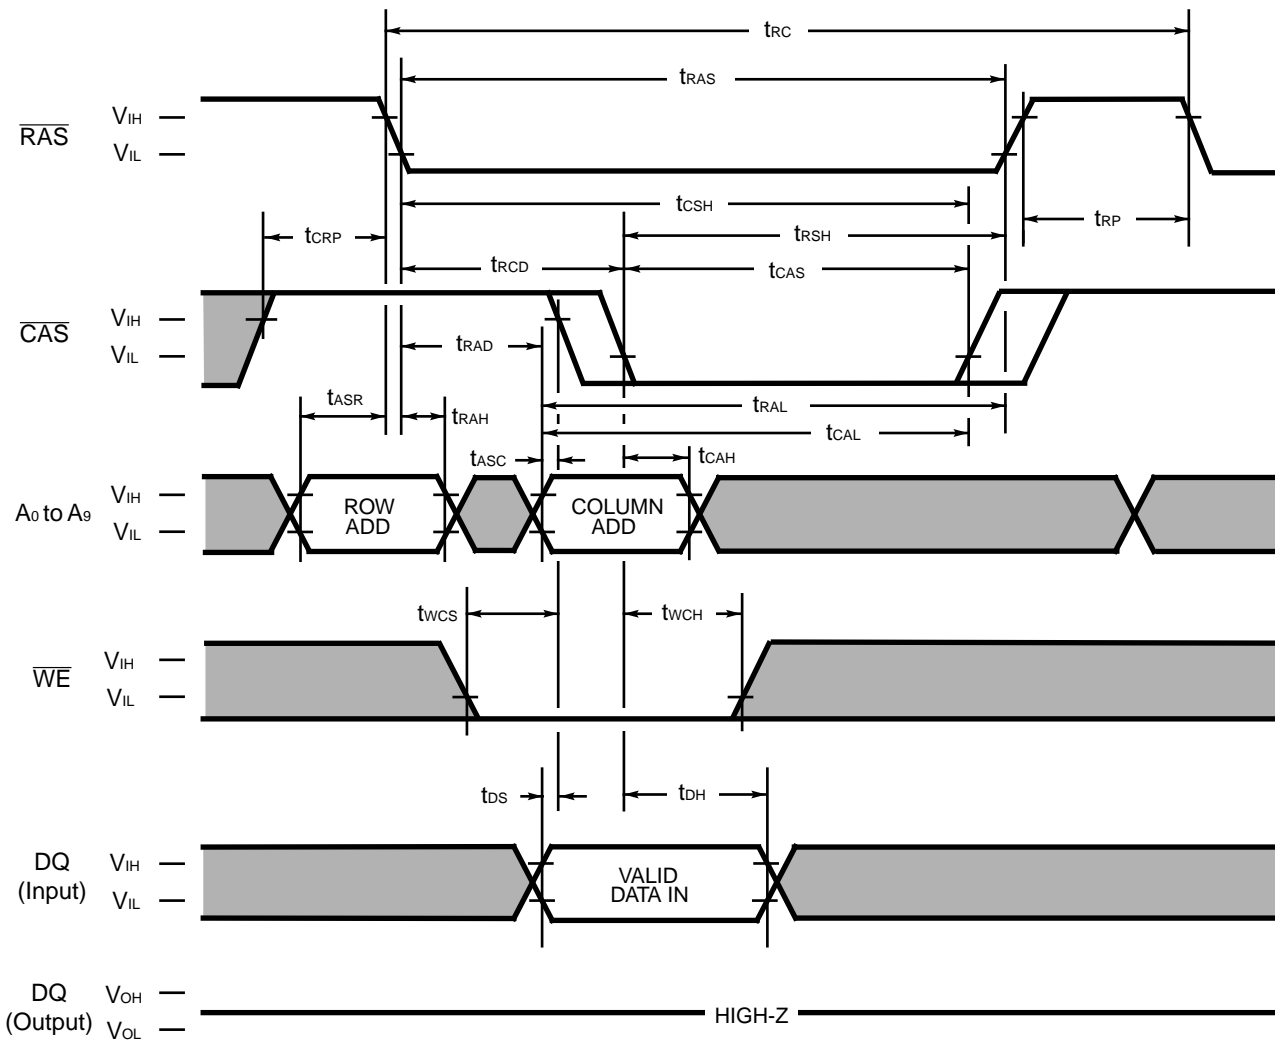 tRC
tRAS
RAS
VIH
VIL
tCSH
tCRP
tRSH
tRP
tRCD
tCAS
CAS
VIH
VIL
tRAD
tASR
tRAH
tRAL
tCAL
tASC
tCAH
A0 to A9
VIH
VIL
ROW
ADD
COLUMN
ADD
tWCS
tWCH
WE
VIH
VIL
tDS
tDH
DQ
(Input)
VIH
VIL
VALID
DATA IN
DQ
(Output)
VOH
VOL
HIGH-Z